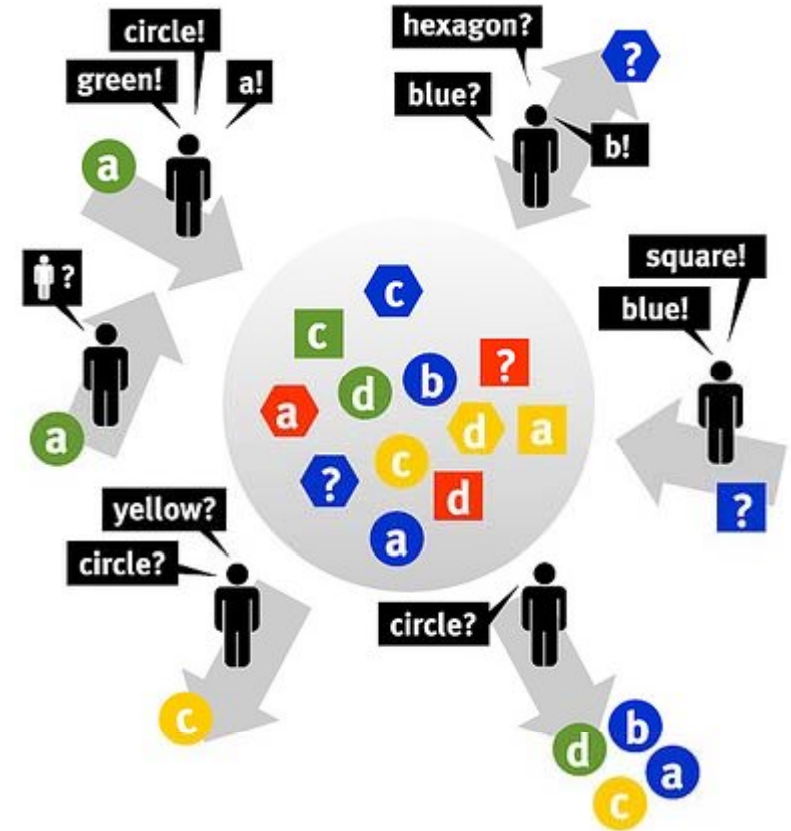 circle!
green!
a!
a
hexagon?
?
blue?
b!
?
a
square!
blue!
?
c
c
?
d
b
a
d
a
c
?
d
a
yellow?
circle?
c
circle?
d
b
a
c